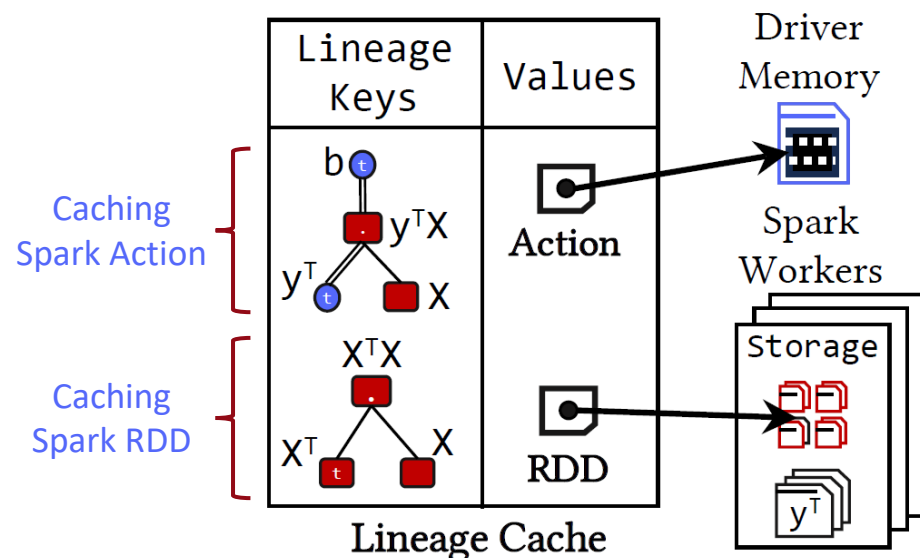 Lineage
Keys
Values
Driver
Memory
Caching
Spark Action
b
t
.
yᵀX
yᵀ
t
X
Action
Spark
Workers
Caching
Spark RDD
XᵀX
.
Xᵀ
t
X
RDD
Storage
yᵀ
Lineage Cache